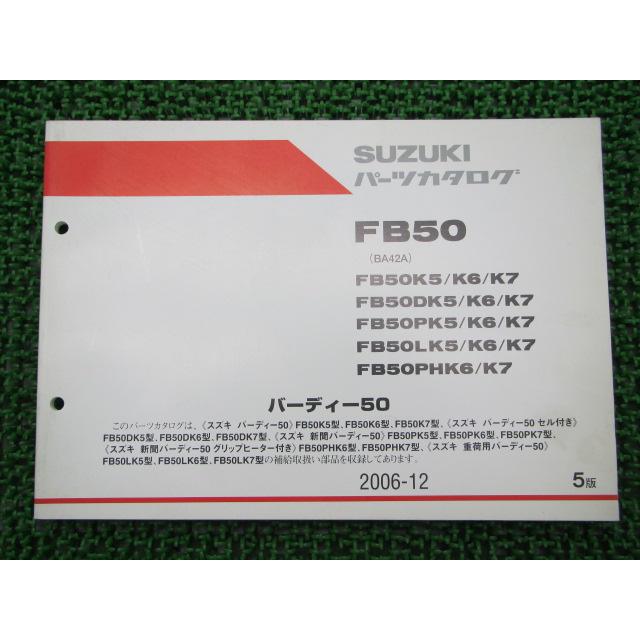 SUZUKI
パーツカタログ
FB50
(BA42A)
FB50K5/K6/K7
FB50DK5/K6/K7
FB50PK5/K6/K7
FB50LK5/K6/K7
FB50PHK6/K7
バーディー50
このパーツカタログは、〈スズキ バーディー50〉FB50K5型、FB50K6型、FB50K7型、〈スズキ バーディー50 セル付き〉
FB50DK5型、FB50DK6型、FB50DK7型、〈スズキ 新聞バーディー50〉FB50PK5型、FB50PK6型、FB50PK7型、
〈スズキ 新聞バーディー50 グリップヒーター付き〉FB50PHK6型、FB50PHK7型、〈スズキ 重荷用バーディー50〉
FB50LK5型、FB50LK6型、FB50LK7型の補給取扱い部品を収録してあります。
2006-12
5版